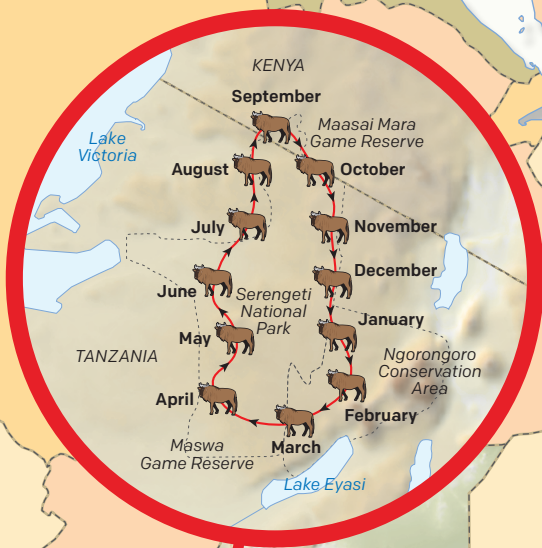 KENYA
September
Lake
Victoria
Maasai Mara
Game Reserve
August
October
July
November
December
June
Serengeti
National
Park
January
May
TANZANIA
Ngorongoro
Conservation
Area
April
February
March
Maswa
Game Reserve
Lake Eyasi